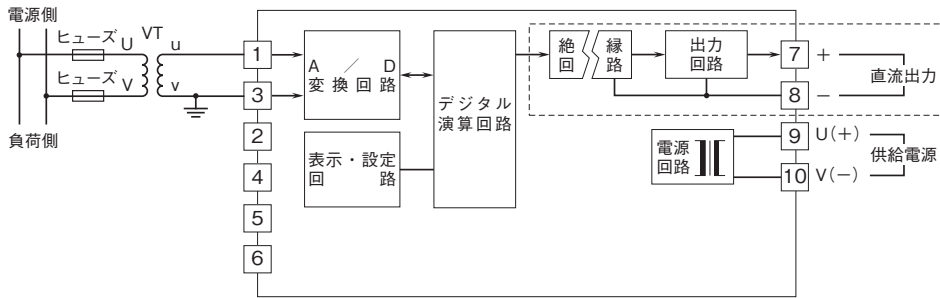 電源側
ヒューズ U VT u
ヒューズ V v
負荷側
1
3
2
4
5
6
A / D
変換回路
表示・設定
回路
デジタル
演算回路
絶縁
回路
出力
回路
7 +
8 −
直流出力
電源
回路
9 U(+)
10 V(−)
供給電源